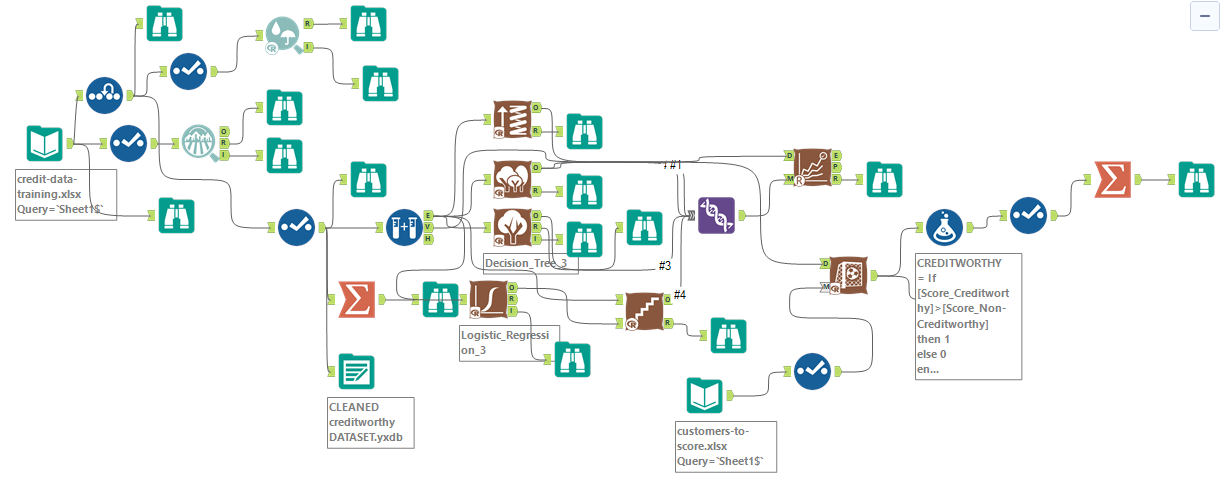 R
I
O
R
I
credit-data-
training.xlsx
Query=`Sheet1$`
E
V
H
O
R
O
R
O
R
I
Decision_Tree_3
#1
#3
#4
D
M
E
P
R
O
R
I
Logistic_Regressi
on_3
O
R
D
M
CLEANED
creditworthy
DATASET.yxdb
customers-to-
score.xlsx
Query=`Sheet1$`
CREDITWORTHY
= If
[Score_Creditwort
hy]>[Score_Non-
Creditworthy]
then 1
else 0
en...